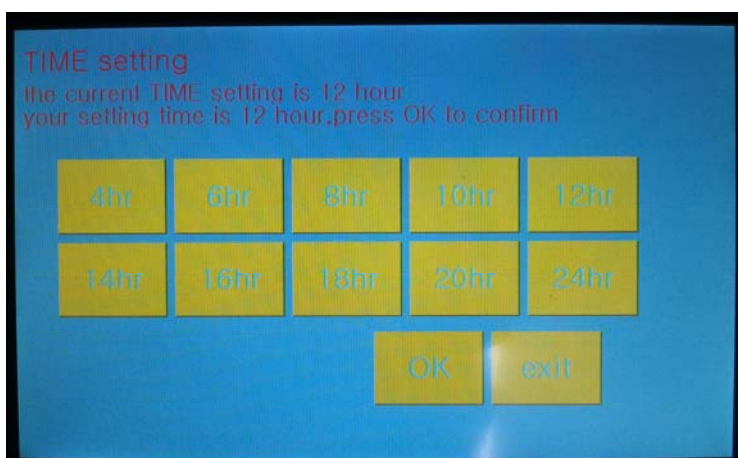 TIME setting
the current TIME setting is 12 hour
your setting time is 12 hour,press OK to confirm
4hr 6hr 8hr 10hr 12hr
14hr 16hr 18hr 20hr 24hr
OK exit